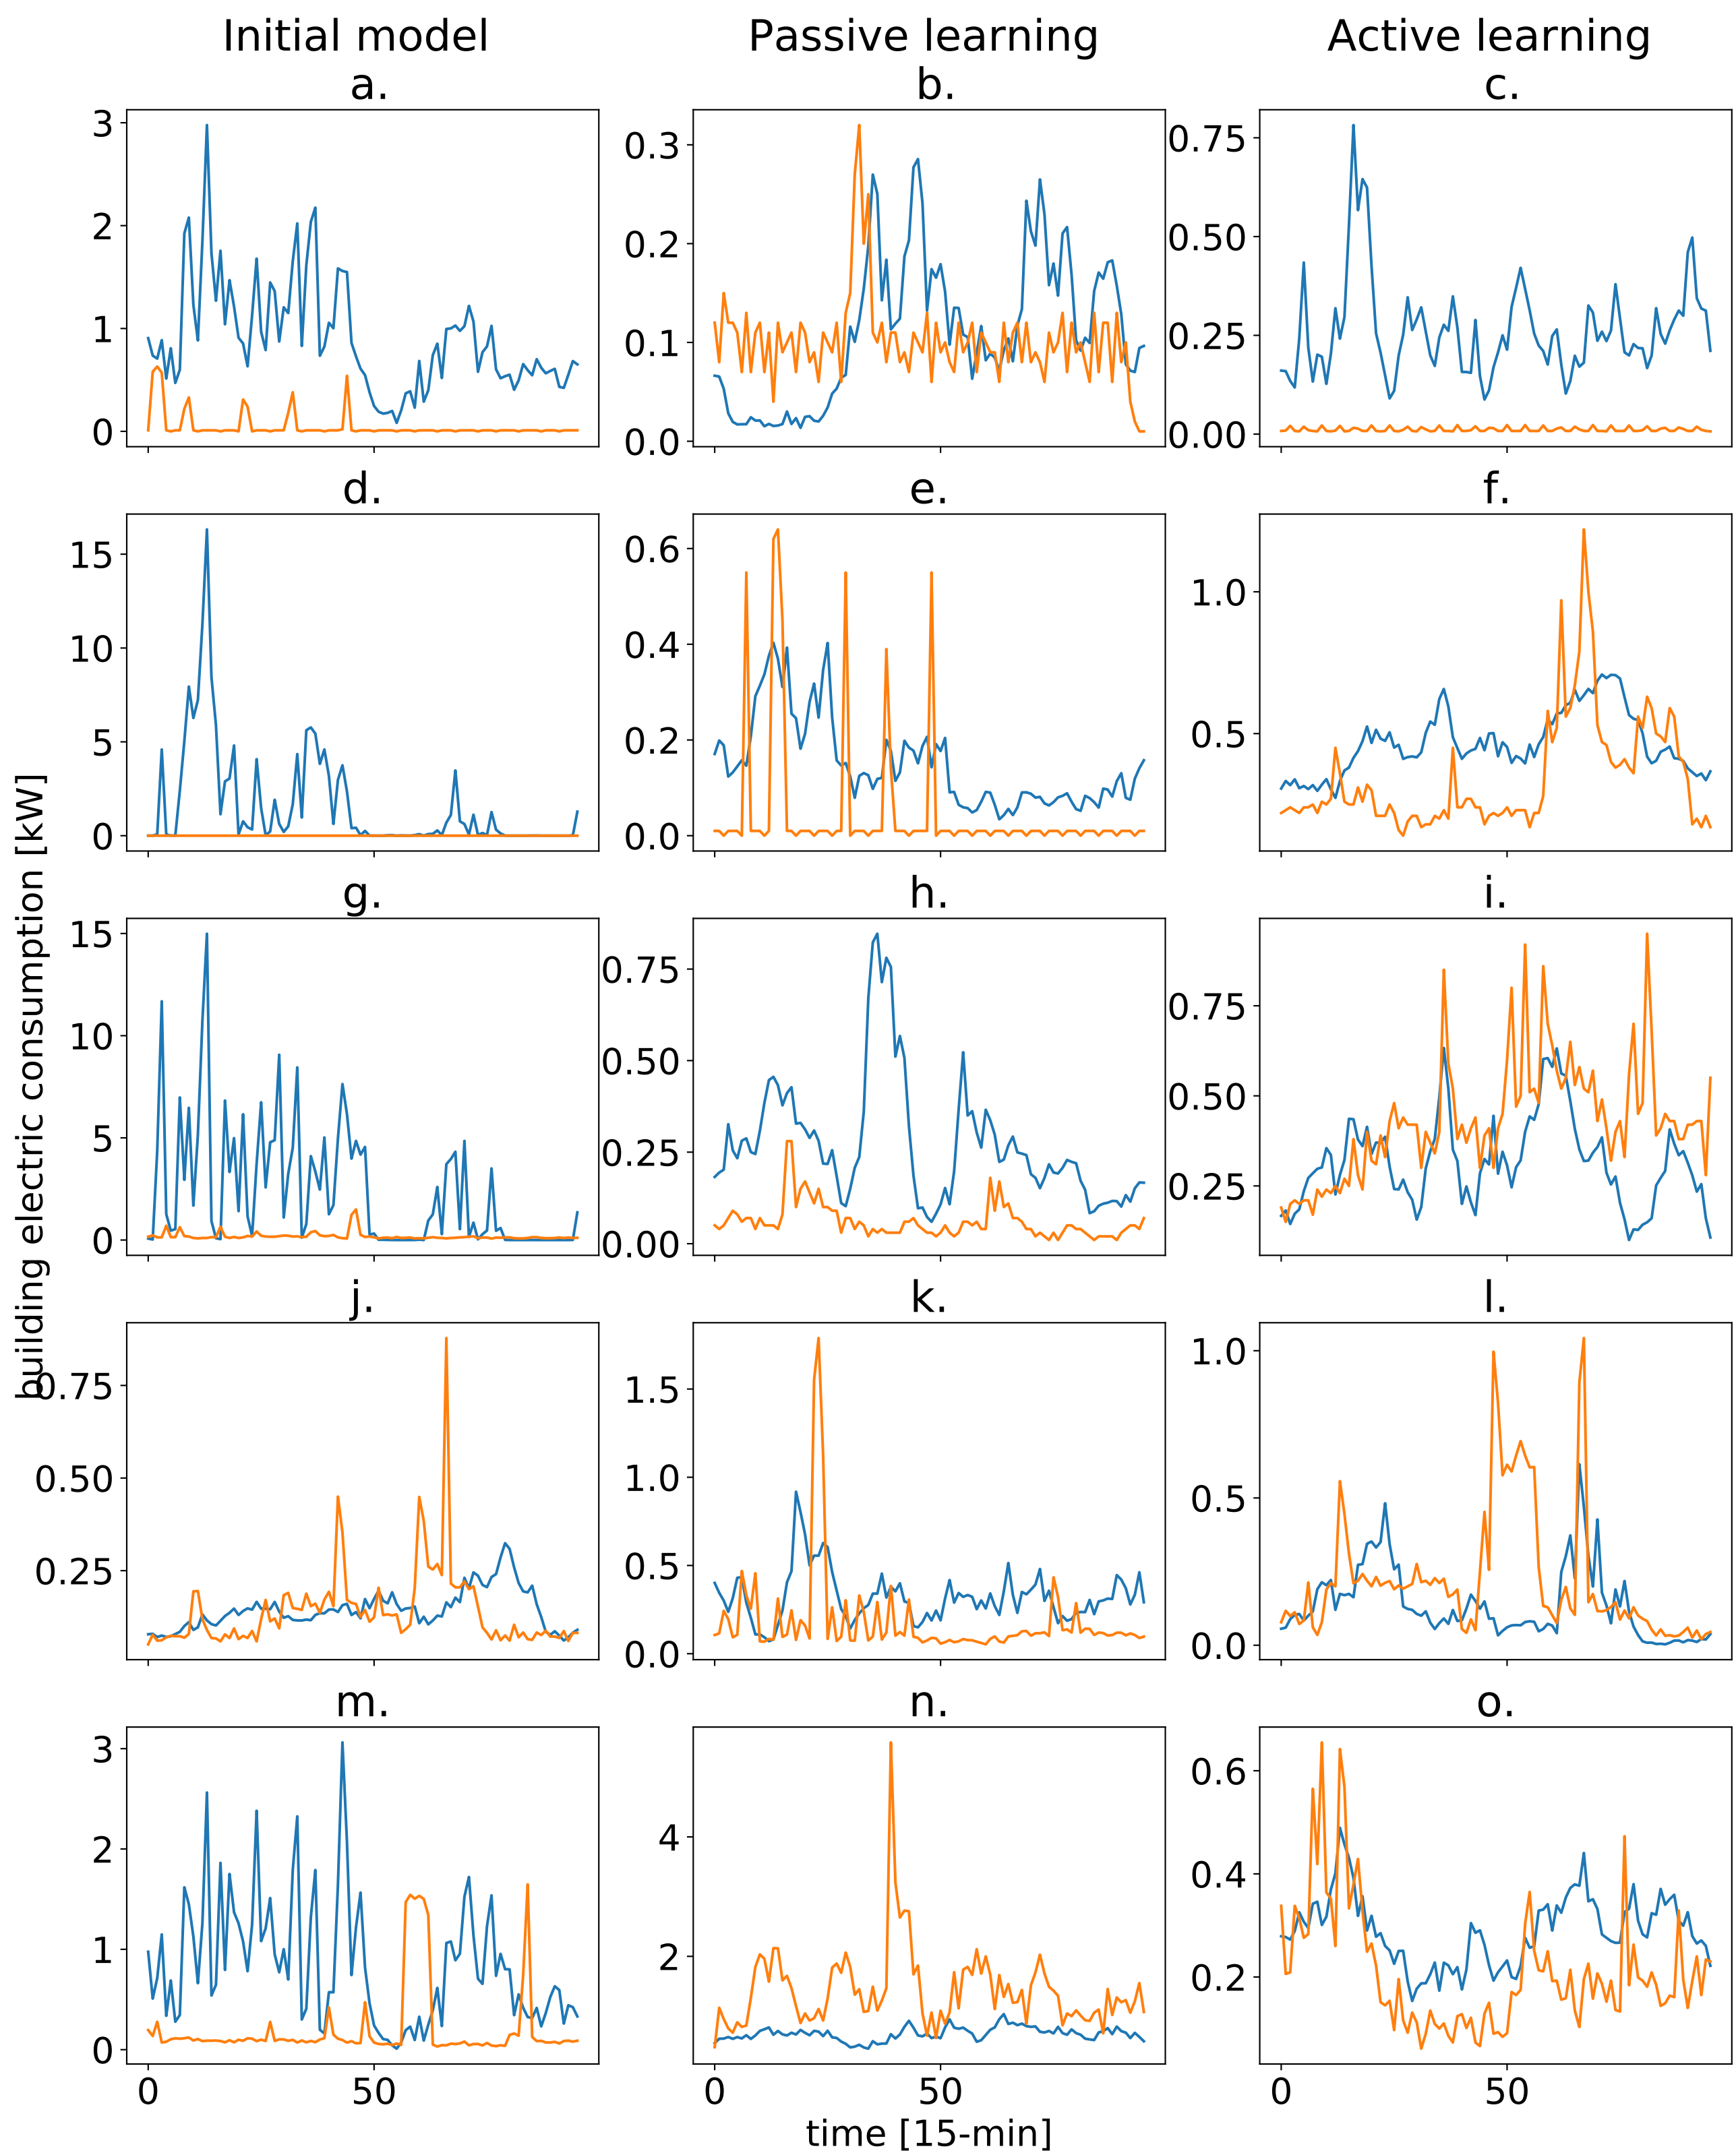 Initial model
Passive learning
Active learning
a.
b.
c.
3
2
1
0
0.3
0.2
0.1
0.0
0.75
0.50
0.25
0.00
d.
e.
f.
15
10
5
0
0.6
0.4
0.2
0.0
1.0
0.5
g.
h.
i.
15
10
5
0
0.75
0.50
0.25
0.00
0.75
0.50
0.25
building electric consumption [kW]
j.
k.
l.
0.75
0.50
0.25
1.5
1.0
0.5
0.0
1.0
0.5
0.0
m.
n.
o.
3
2
1
0
4
2
0.6
0.4
0.2
0
50
0
50
0
50
time [15-min]